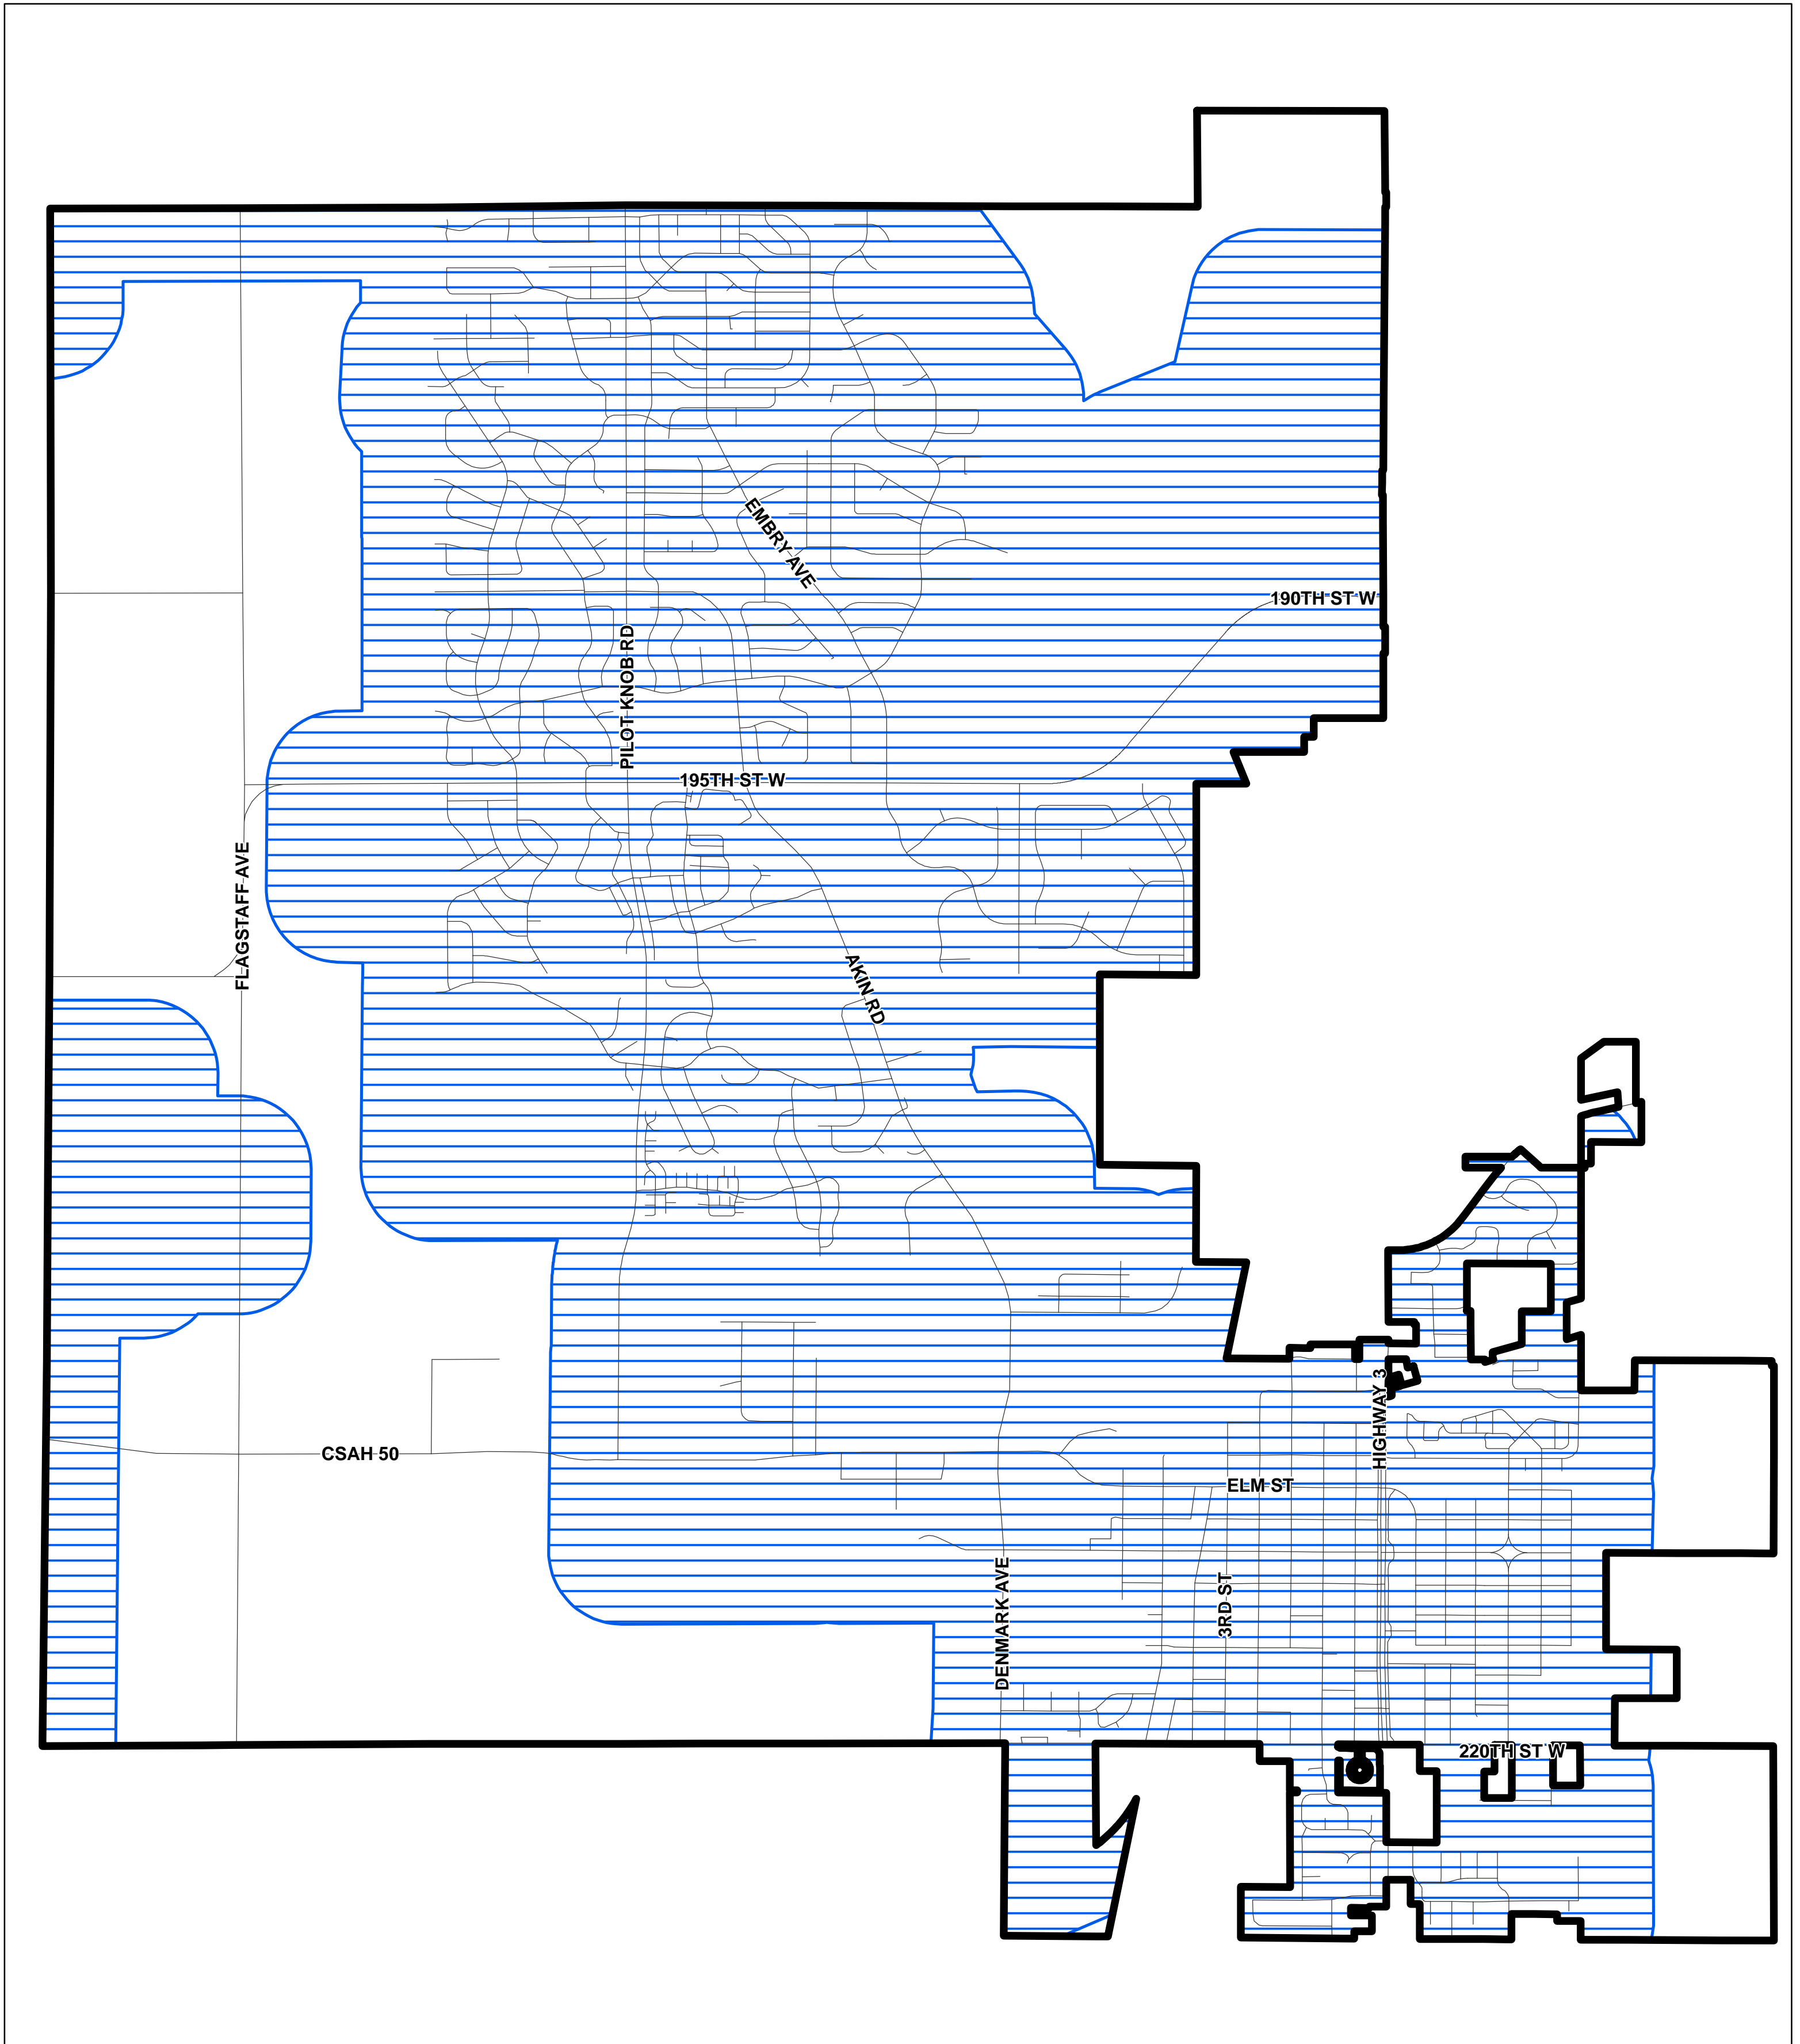 EMBRY AVE
190TH ST W
PILOT KNOB RD
195TH ST W
FLAGSTAFF AVE
AKIN RD
HIGHWAY 3
CSAH 50
ELM ST
DENMARK AVE
3RD ST
220TH ST W